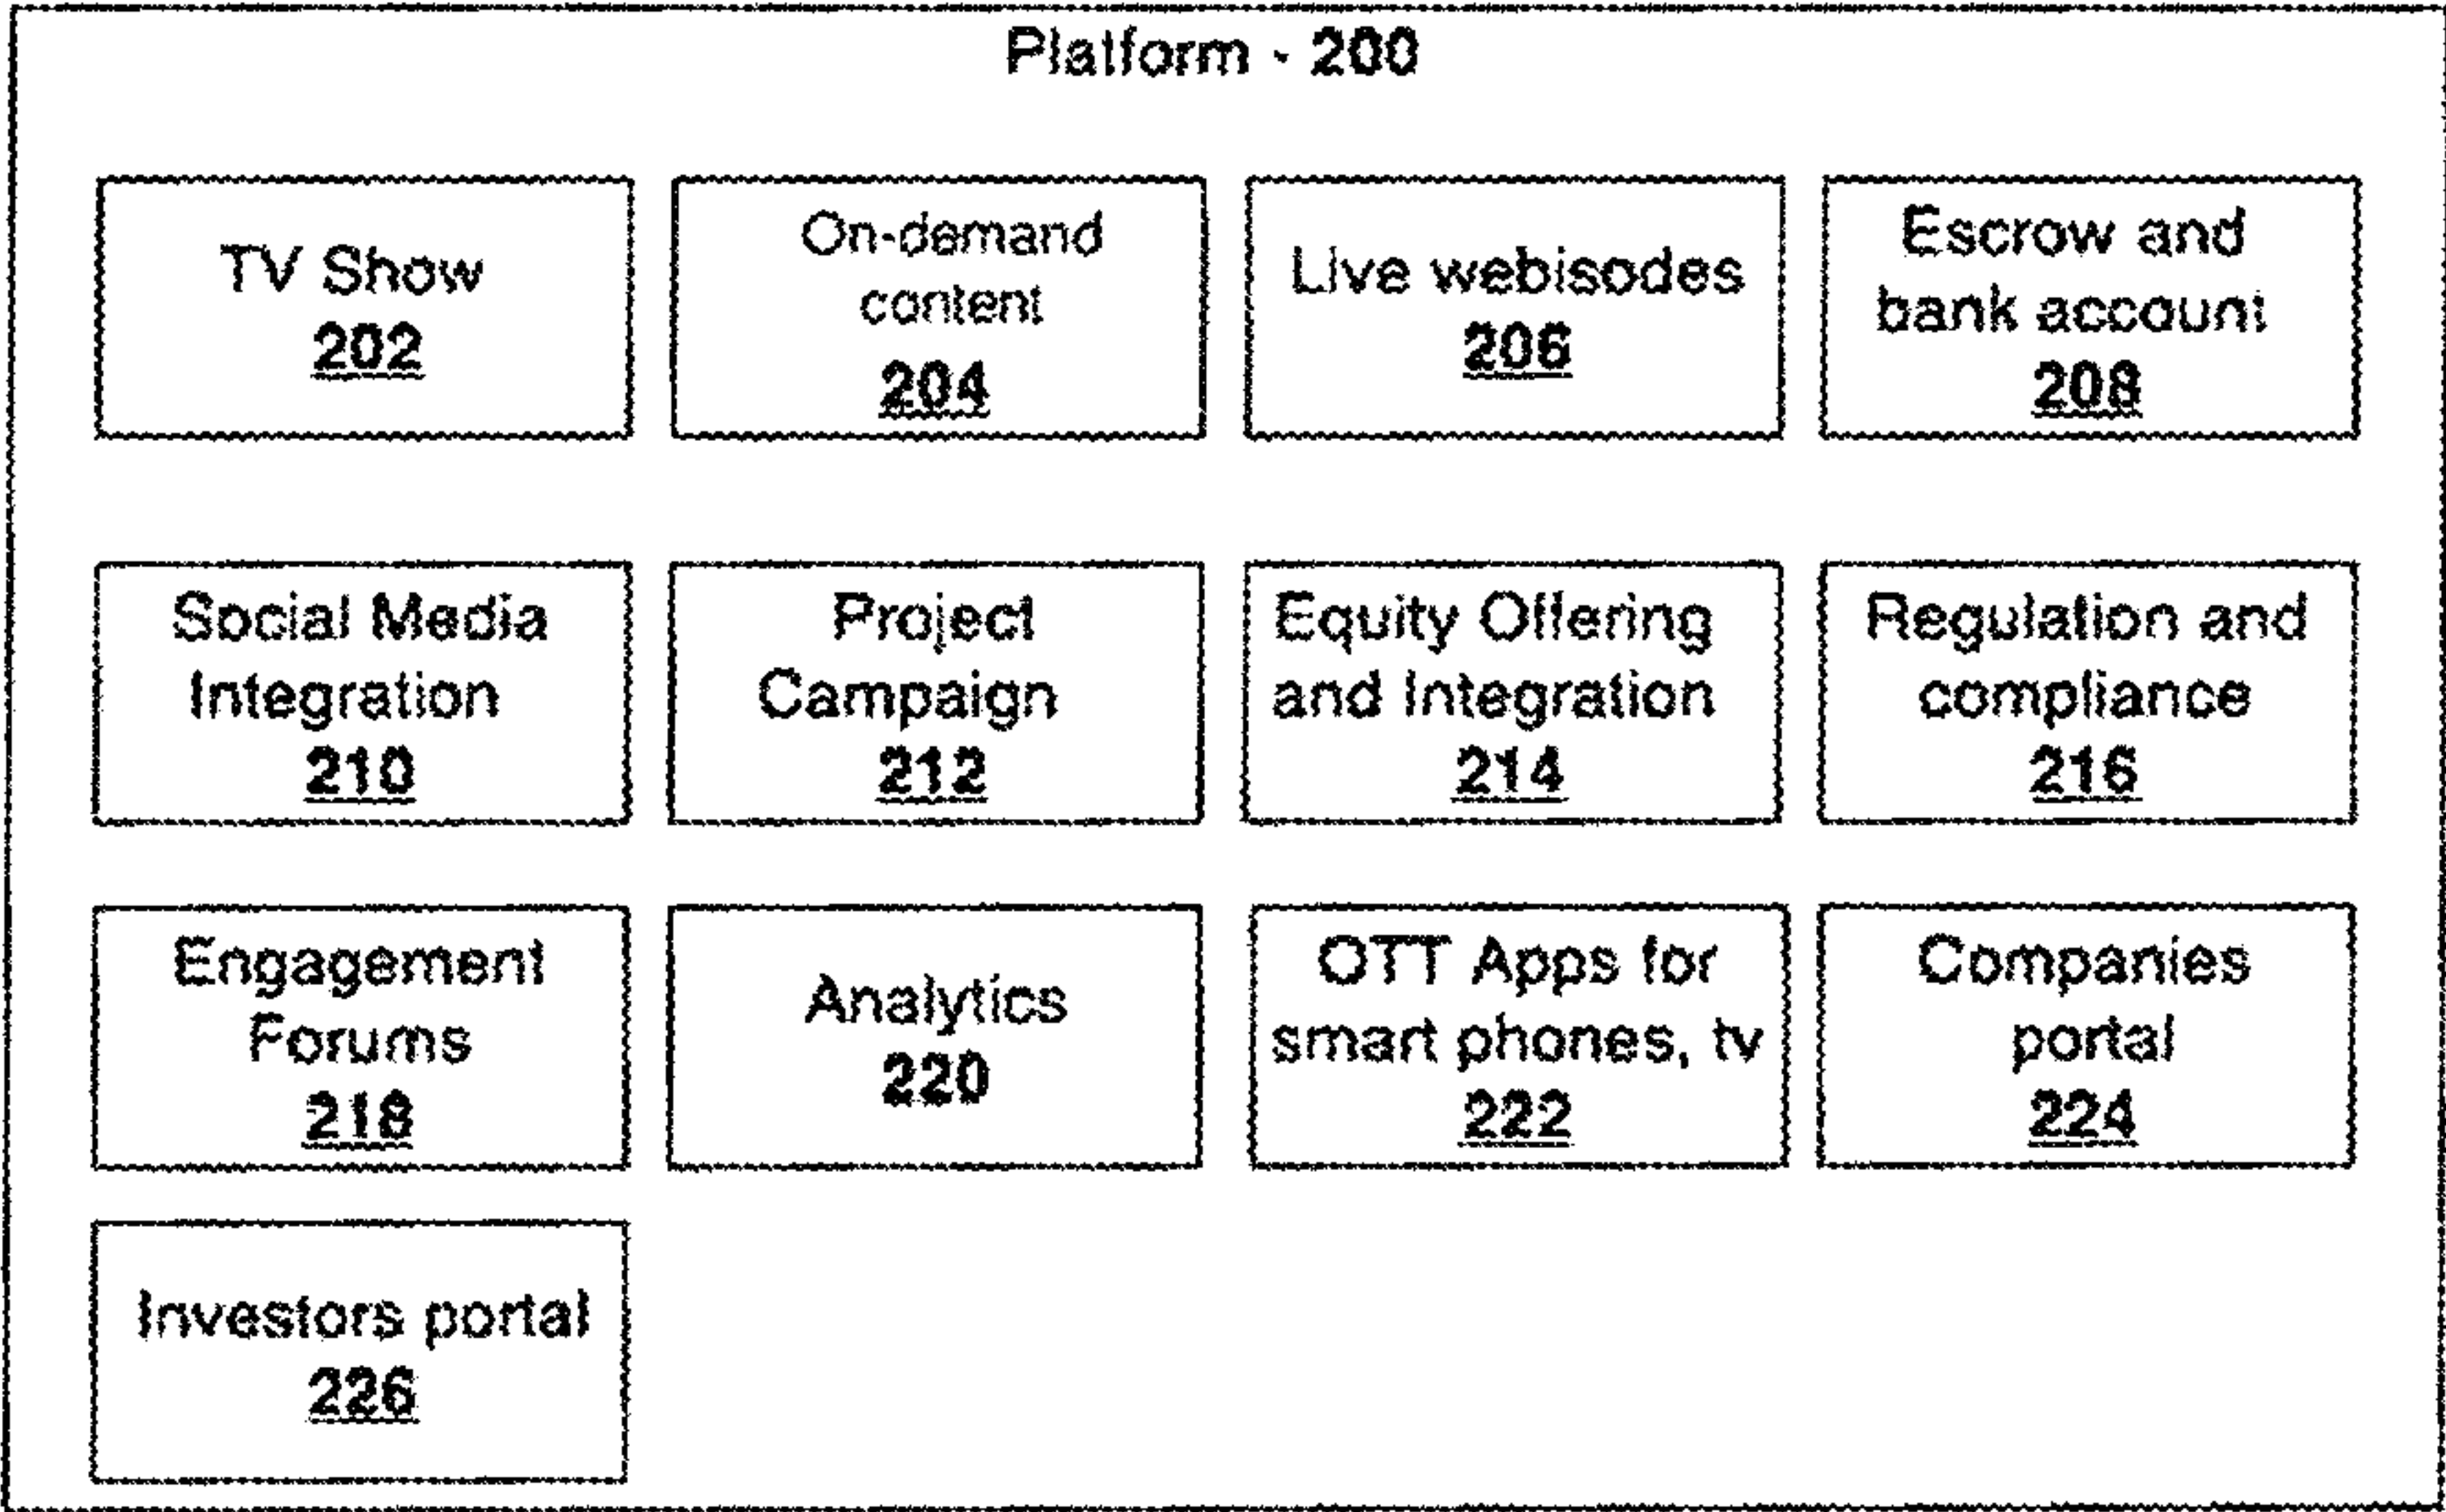 Platform - 200
TV Show
202
On-demand
content
204
Live webisodes
206
Escrow and
bank account
208
Social Media
Integration
210
Project
Campaign
212
Equity Offering
and Integration
214
Regulation and
compliance
216
Engagement
Forums
218
Analytics
220
OTT Apps for
smart phones, tv
222
Companies
portal
224
Investors portal
226